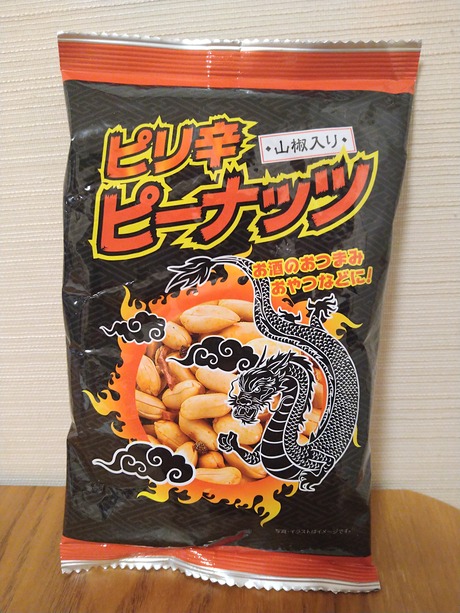 ピリ辛
・山椒入り・
ピーナッツ
お酒のおつまみ
おやつなどに!